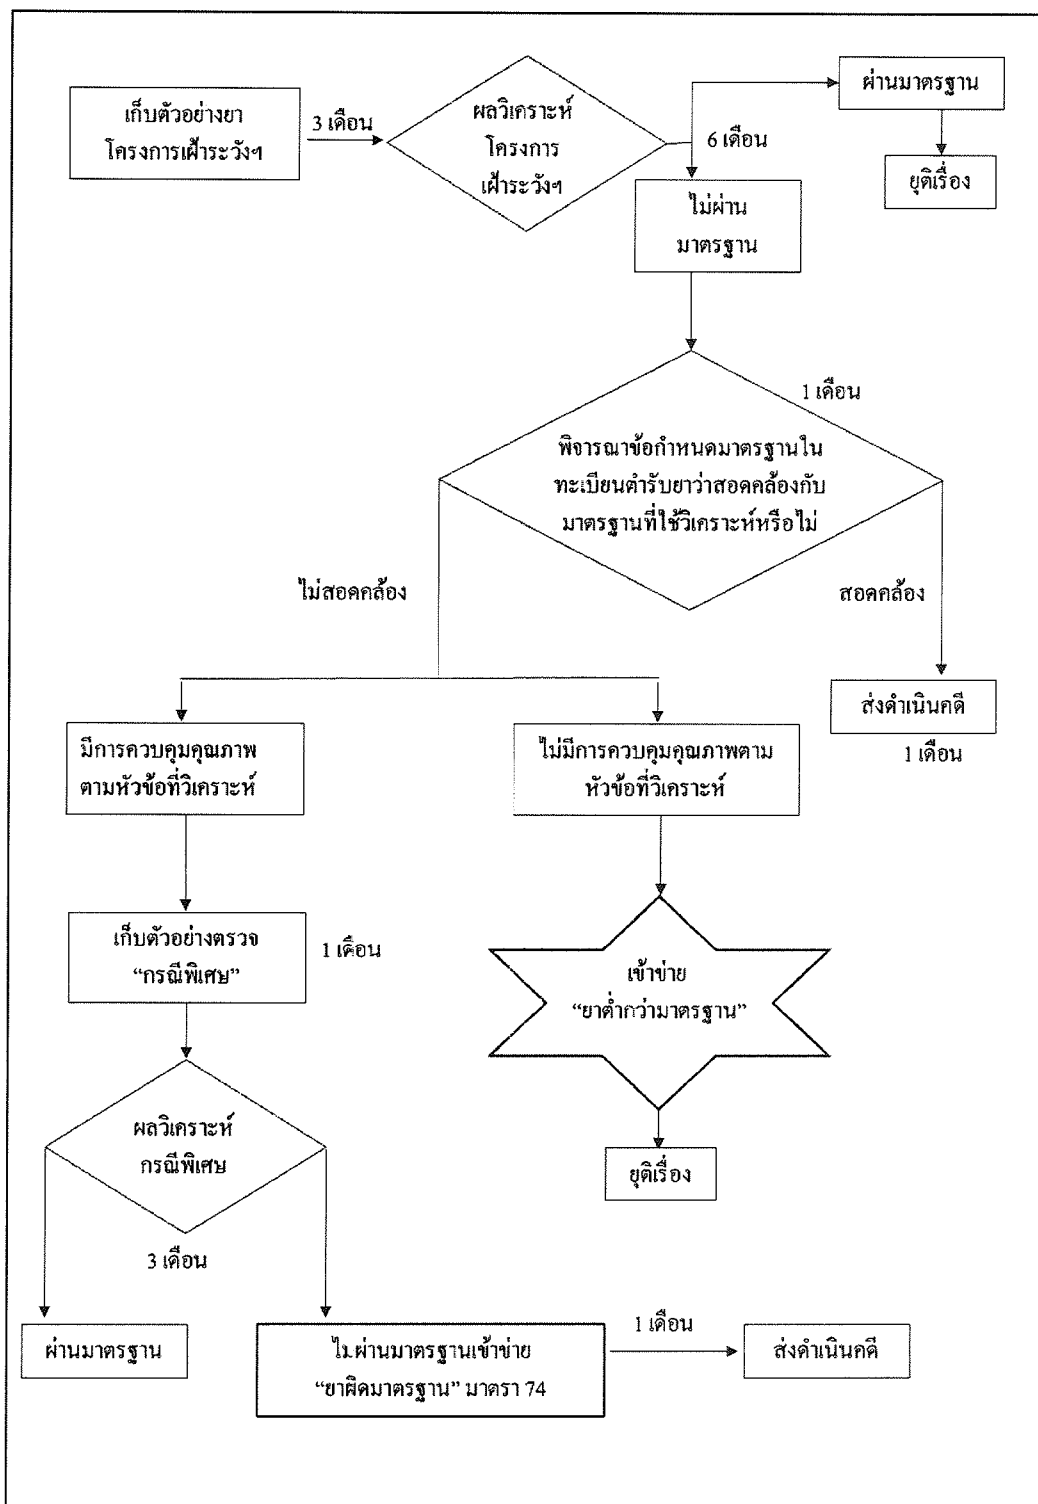 เก็บตัวอย่างยา
โครงการเฝ้าระวังฯ
3 เดือน
ผลวิเคราะห์
โครงการ
เฝ้าระวังฯ
6 เดือน
ผ่านมาตรฐาน
ยุติเรื่อง
ไม่ผ่าน
มาตรฐาน
1 เดือน
พิจารณาข้อกำหนดมาตรฐานใน
ทะเบียนตำรับยาว่าสอดคล้องกับ
มาตรฐานที่ใช้วิเคราะห์หรือไม่
ไม่สอดคล้อง
สอดคล้อง
ส่งดำเนินคดี
1 เดือน
มีการควบคุมคุณภาพ
ตามหัวข้อที่วิเคราะห์
ไม่มีการควบคุมคุณภาพตาม
หัวข้อที่วิเคราะห์
เก็บตัวอย่างตรวจ
“กรณีพิเศษ”
1 เดือน
เข้าข่าย
“ยาต่ำกว่ามาตรฐาน”
ยุติเรื่อง
ผลวิเคราะห์
กรณีพิเศษ
3 เดือน
ผ่านมาตรฐาน
ไม่ผ่านมาตรฐานเข้าข่าย
“ยาผิดมาตรฐาน” มาตรา 74
1 เดือน
ส่งดำเนินคดี